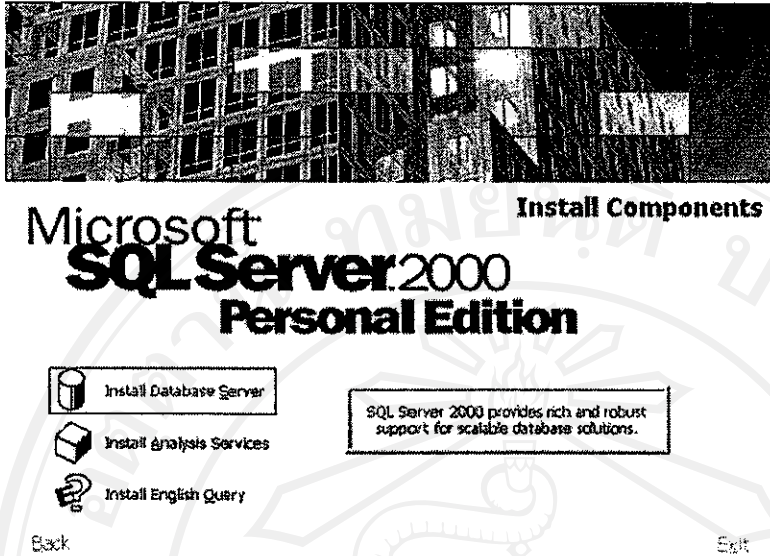 Install Components
Microsoft
SQL Server 2000
Personal Edition
Install Database Server
SQL Server 2000 provides rich and robust
support for scalable database solutions.
Install Analysis Services
Install English Query
Back
Exit